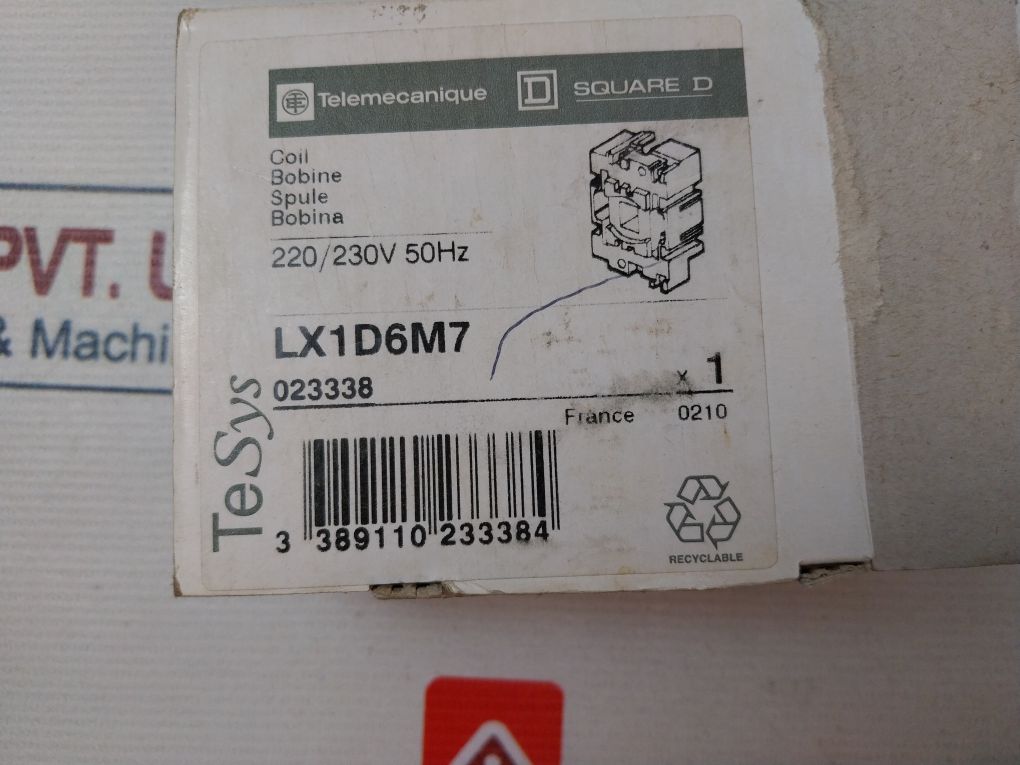 Telemecanique D SQUARE D
Coil
Bobine
Spule
Bobina
220/230V 50Hz
LX1D6M7
023338
x 1
France 0210
TeSys
3 389110 233384
RECYCLABLE
PVT.
& Machi